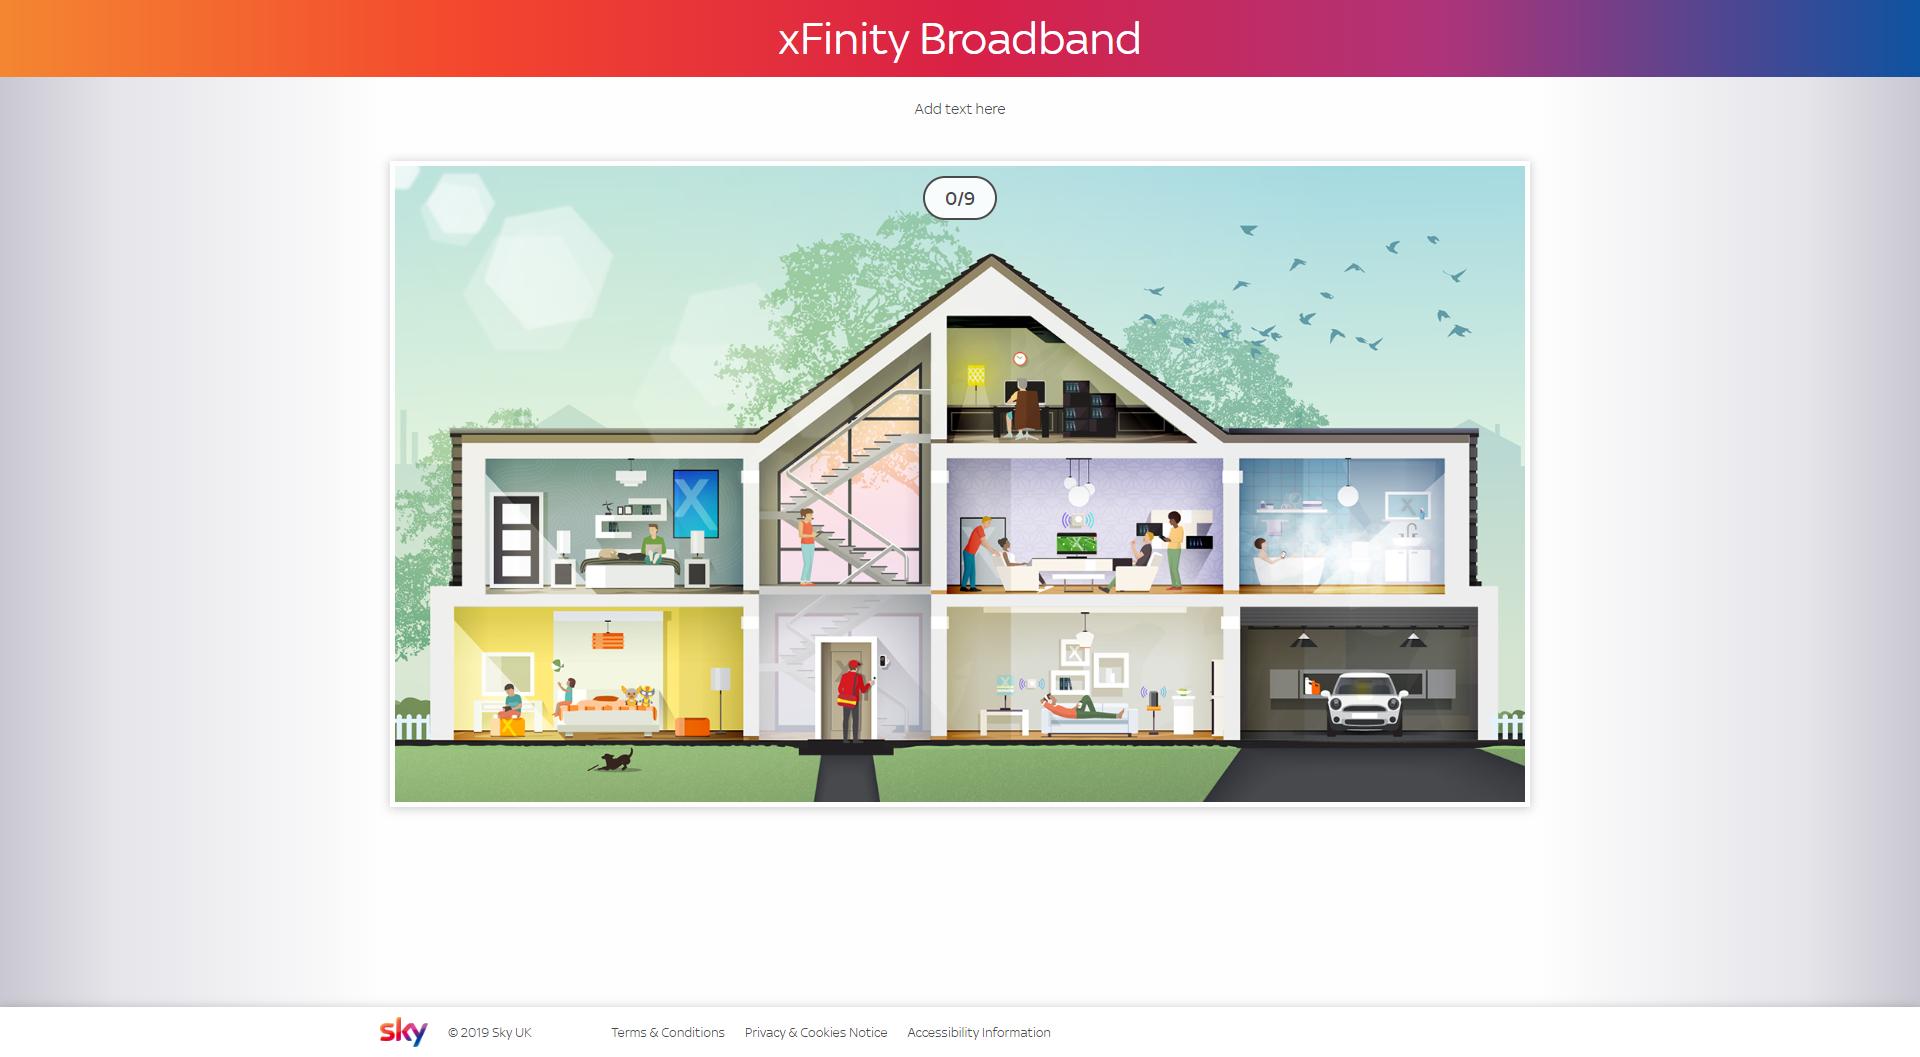 xFinity Broadband
Add text here
0/9
X
X
X
X
X
sky © 2019 Sky UK Terms & Conditions Privacy & Cookies Notice Accessibility Information